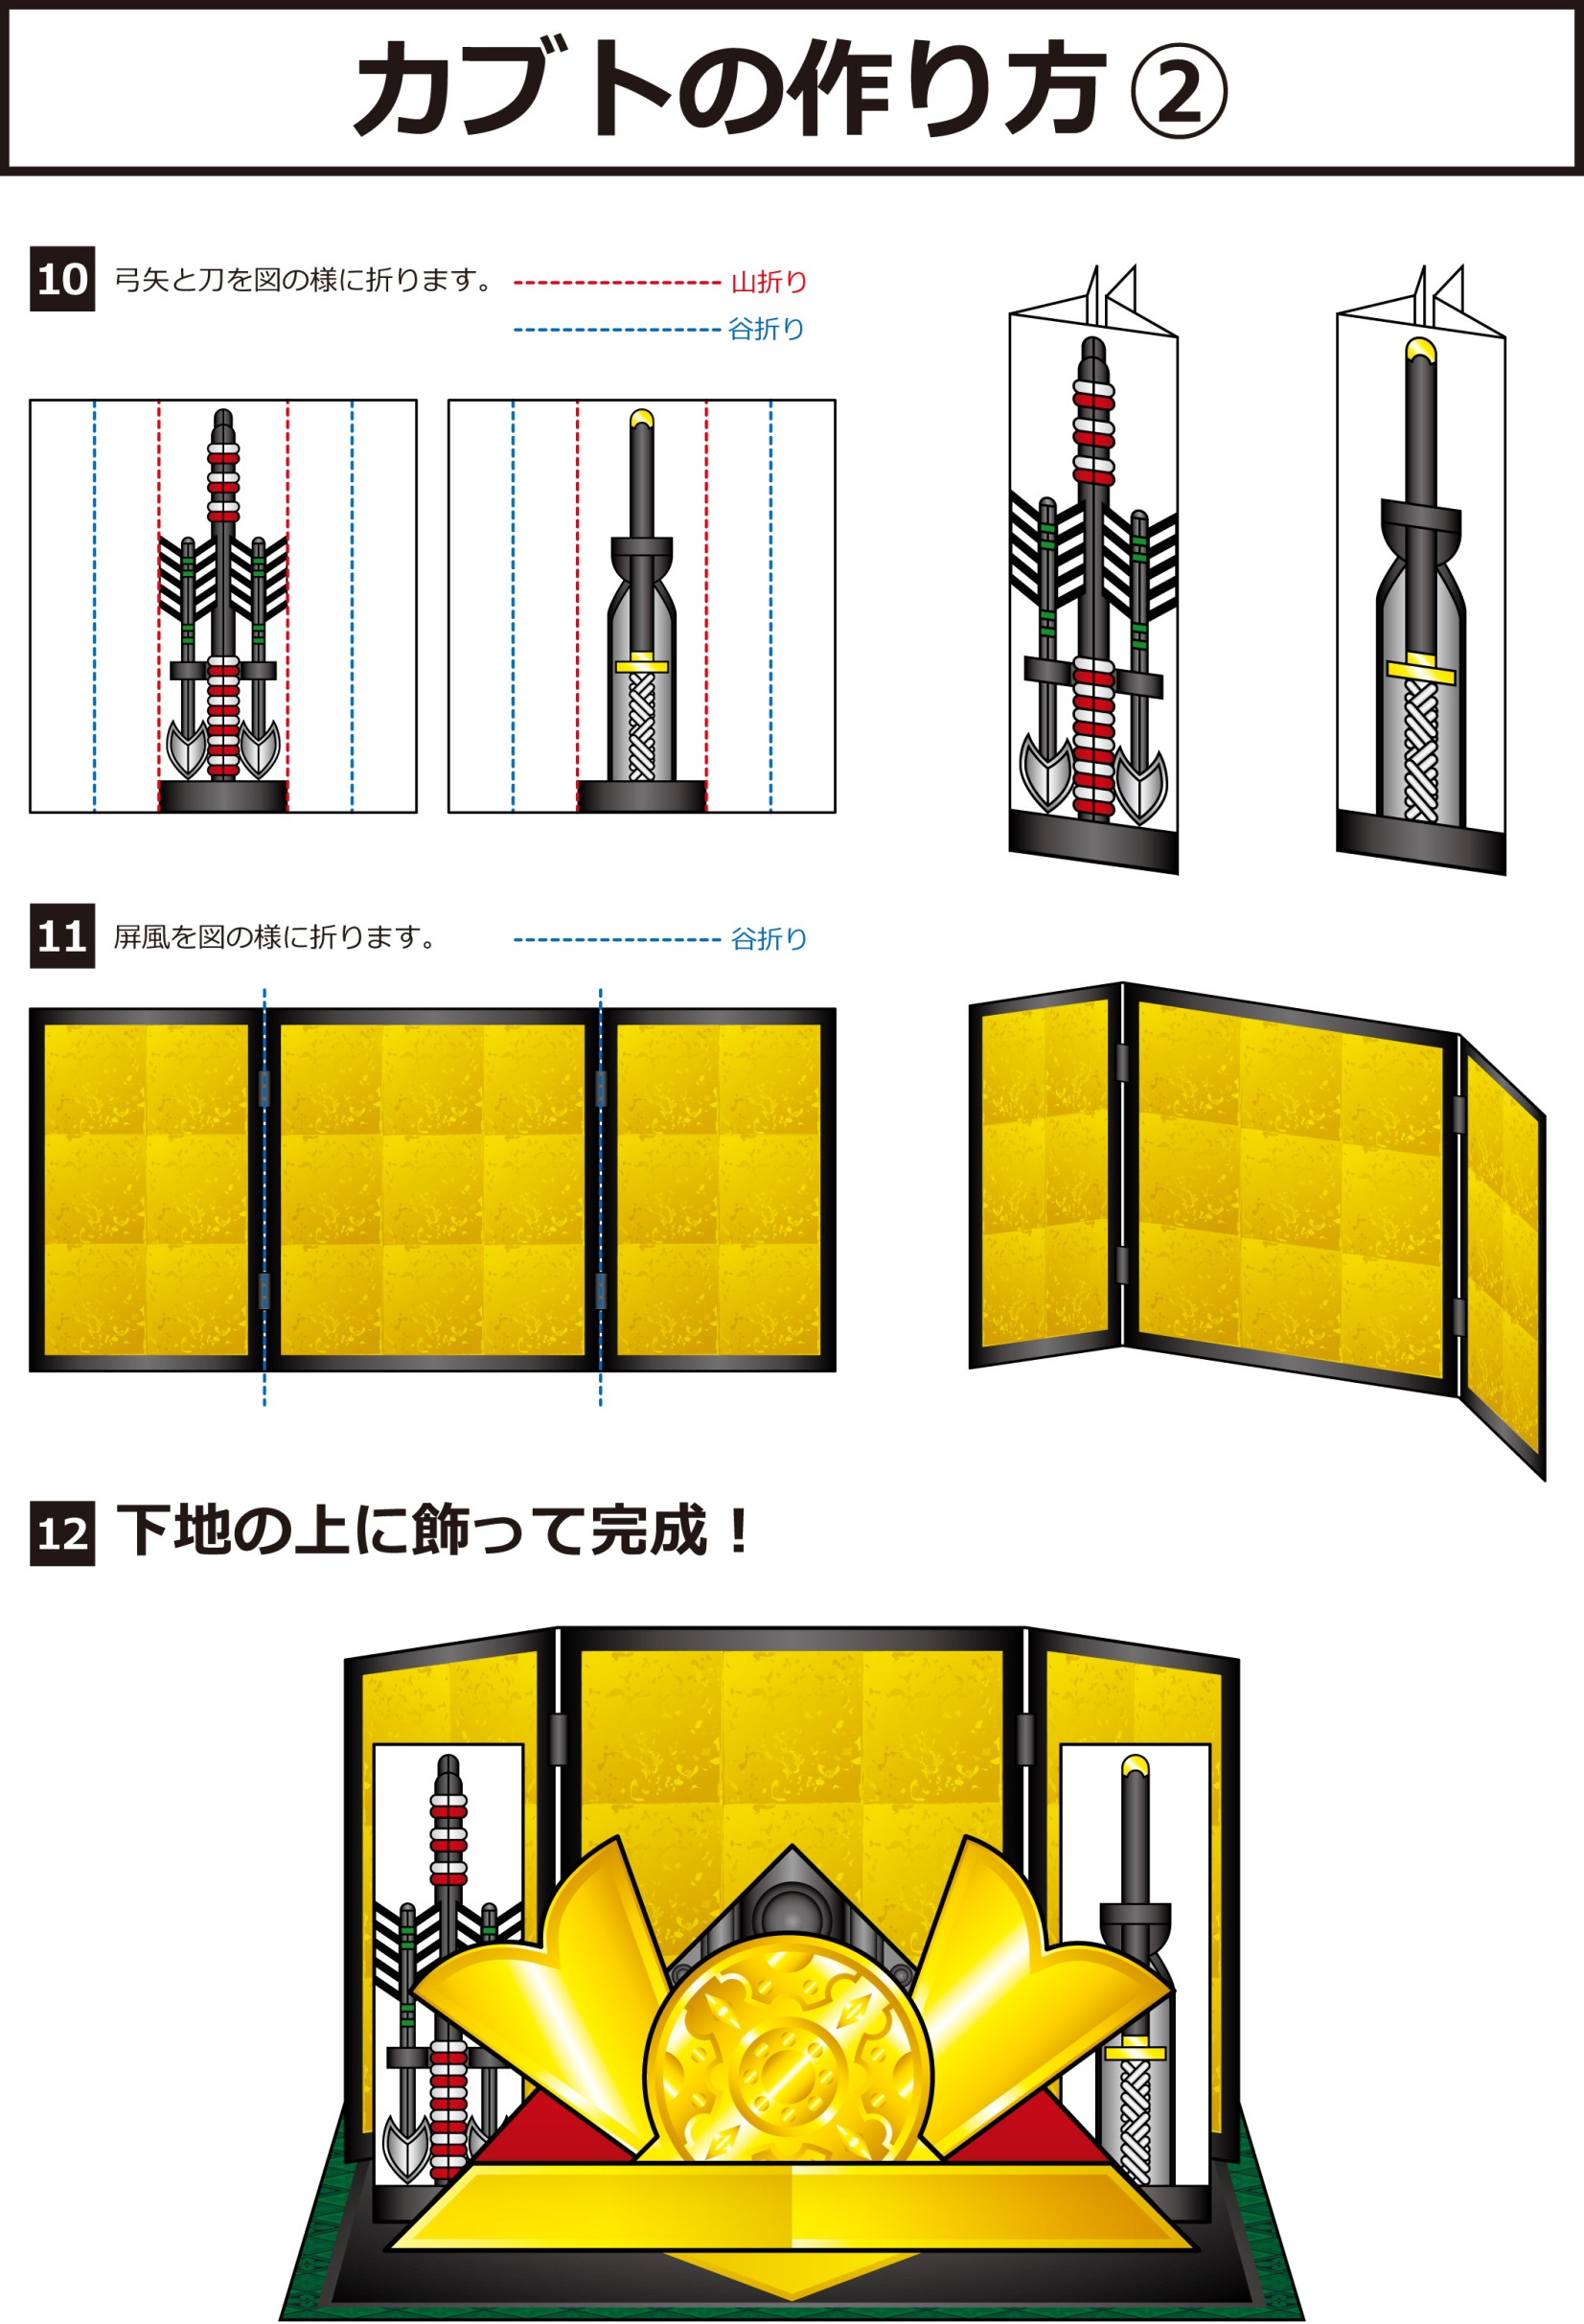 カブトの作り方②
10 弓矢と刀を図の様に折ります。 山折り
谷折り
11 屏風を図の様に折ります。 谷折り
12 下地の上に飾って完成！